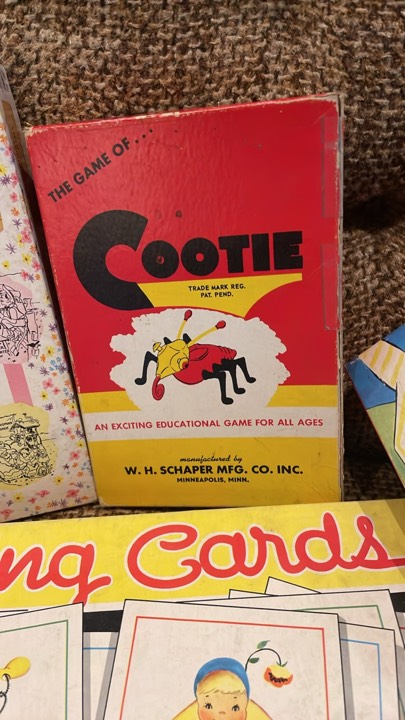 THE GAME OF...
COOTIE
TRADE MARK REG.
PAT. PEND.
AN EXCITING EDUCATIONAL GAME FOR ALL AGES
manufactured by
W. H. SCHAPER MFG. CO. INC.
MINNEAPOLIS, MINN.
ng Cards